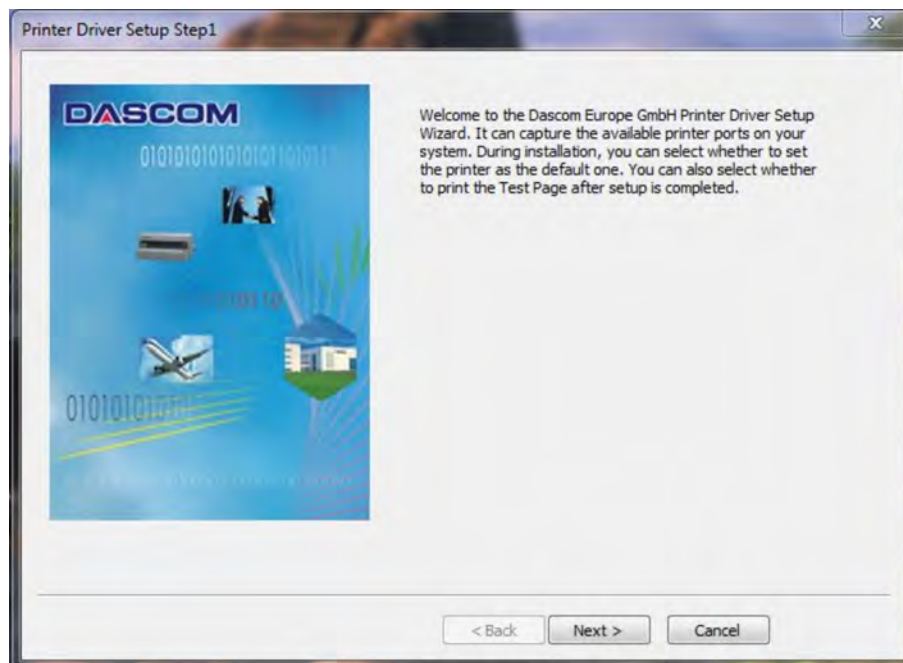 Printer Driver Setup Step1
DASCOM
Welcome to the Dascom Europe GmbH Printer Driver Setup
Wizard. It can capture the available printer ports on your
system. During installation, you can select whether to set
the printer as the default one. You can also select whether
to print the Test Page after setup is completed.
< Back
Next >
Cancel